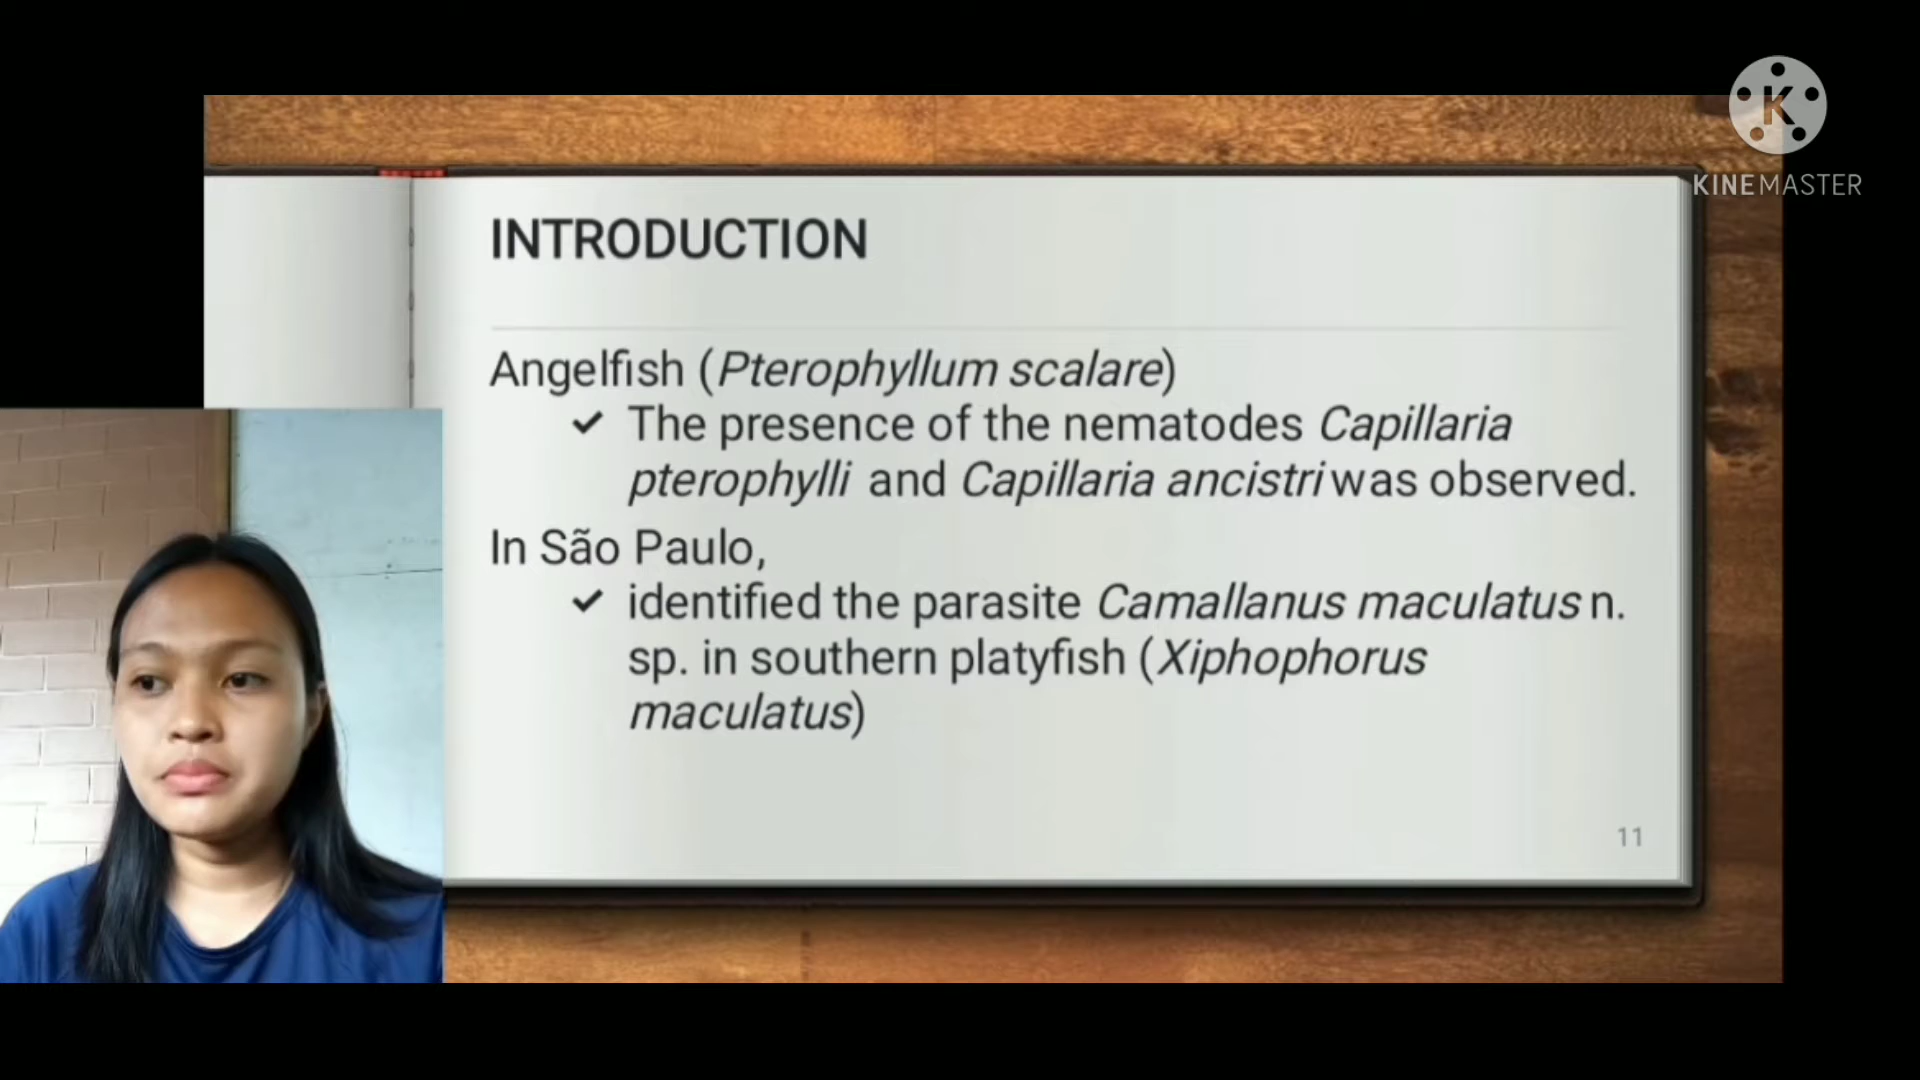 K
KINEMASTER
INTRODUCTION
Angelfish (Pterophyllum scalare)
✔ The presence of the nematodes Capillaria
pterophylli and Capillaria ancistri was observed.
In São Paulo,
✔ identified the parasite Camallanus maculatus n.
sp. in southern platyfish (Xiphophorus
maculatus)
11